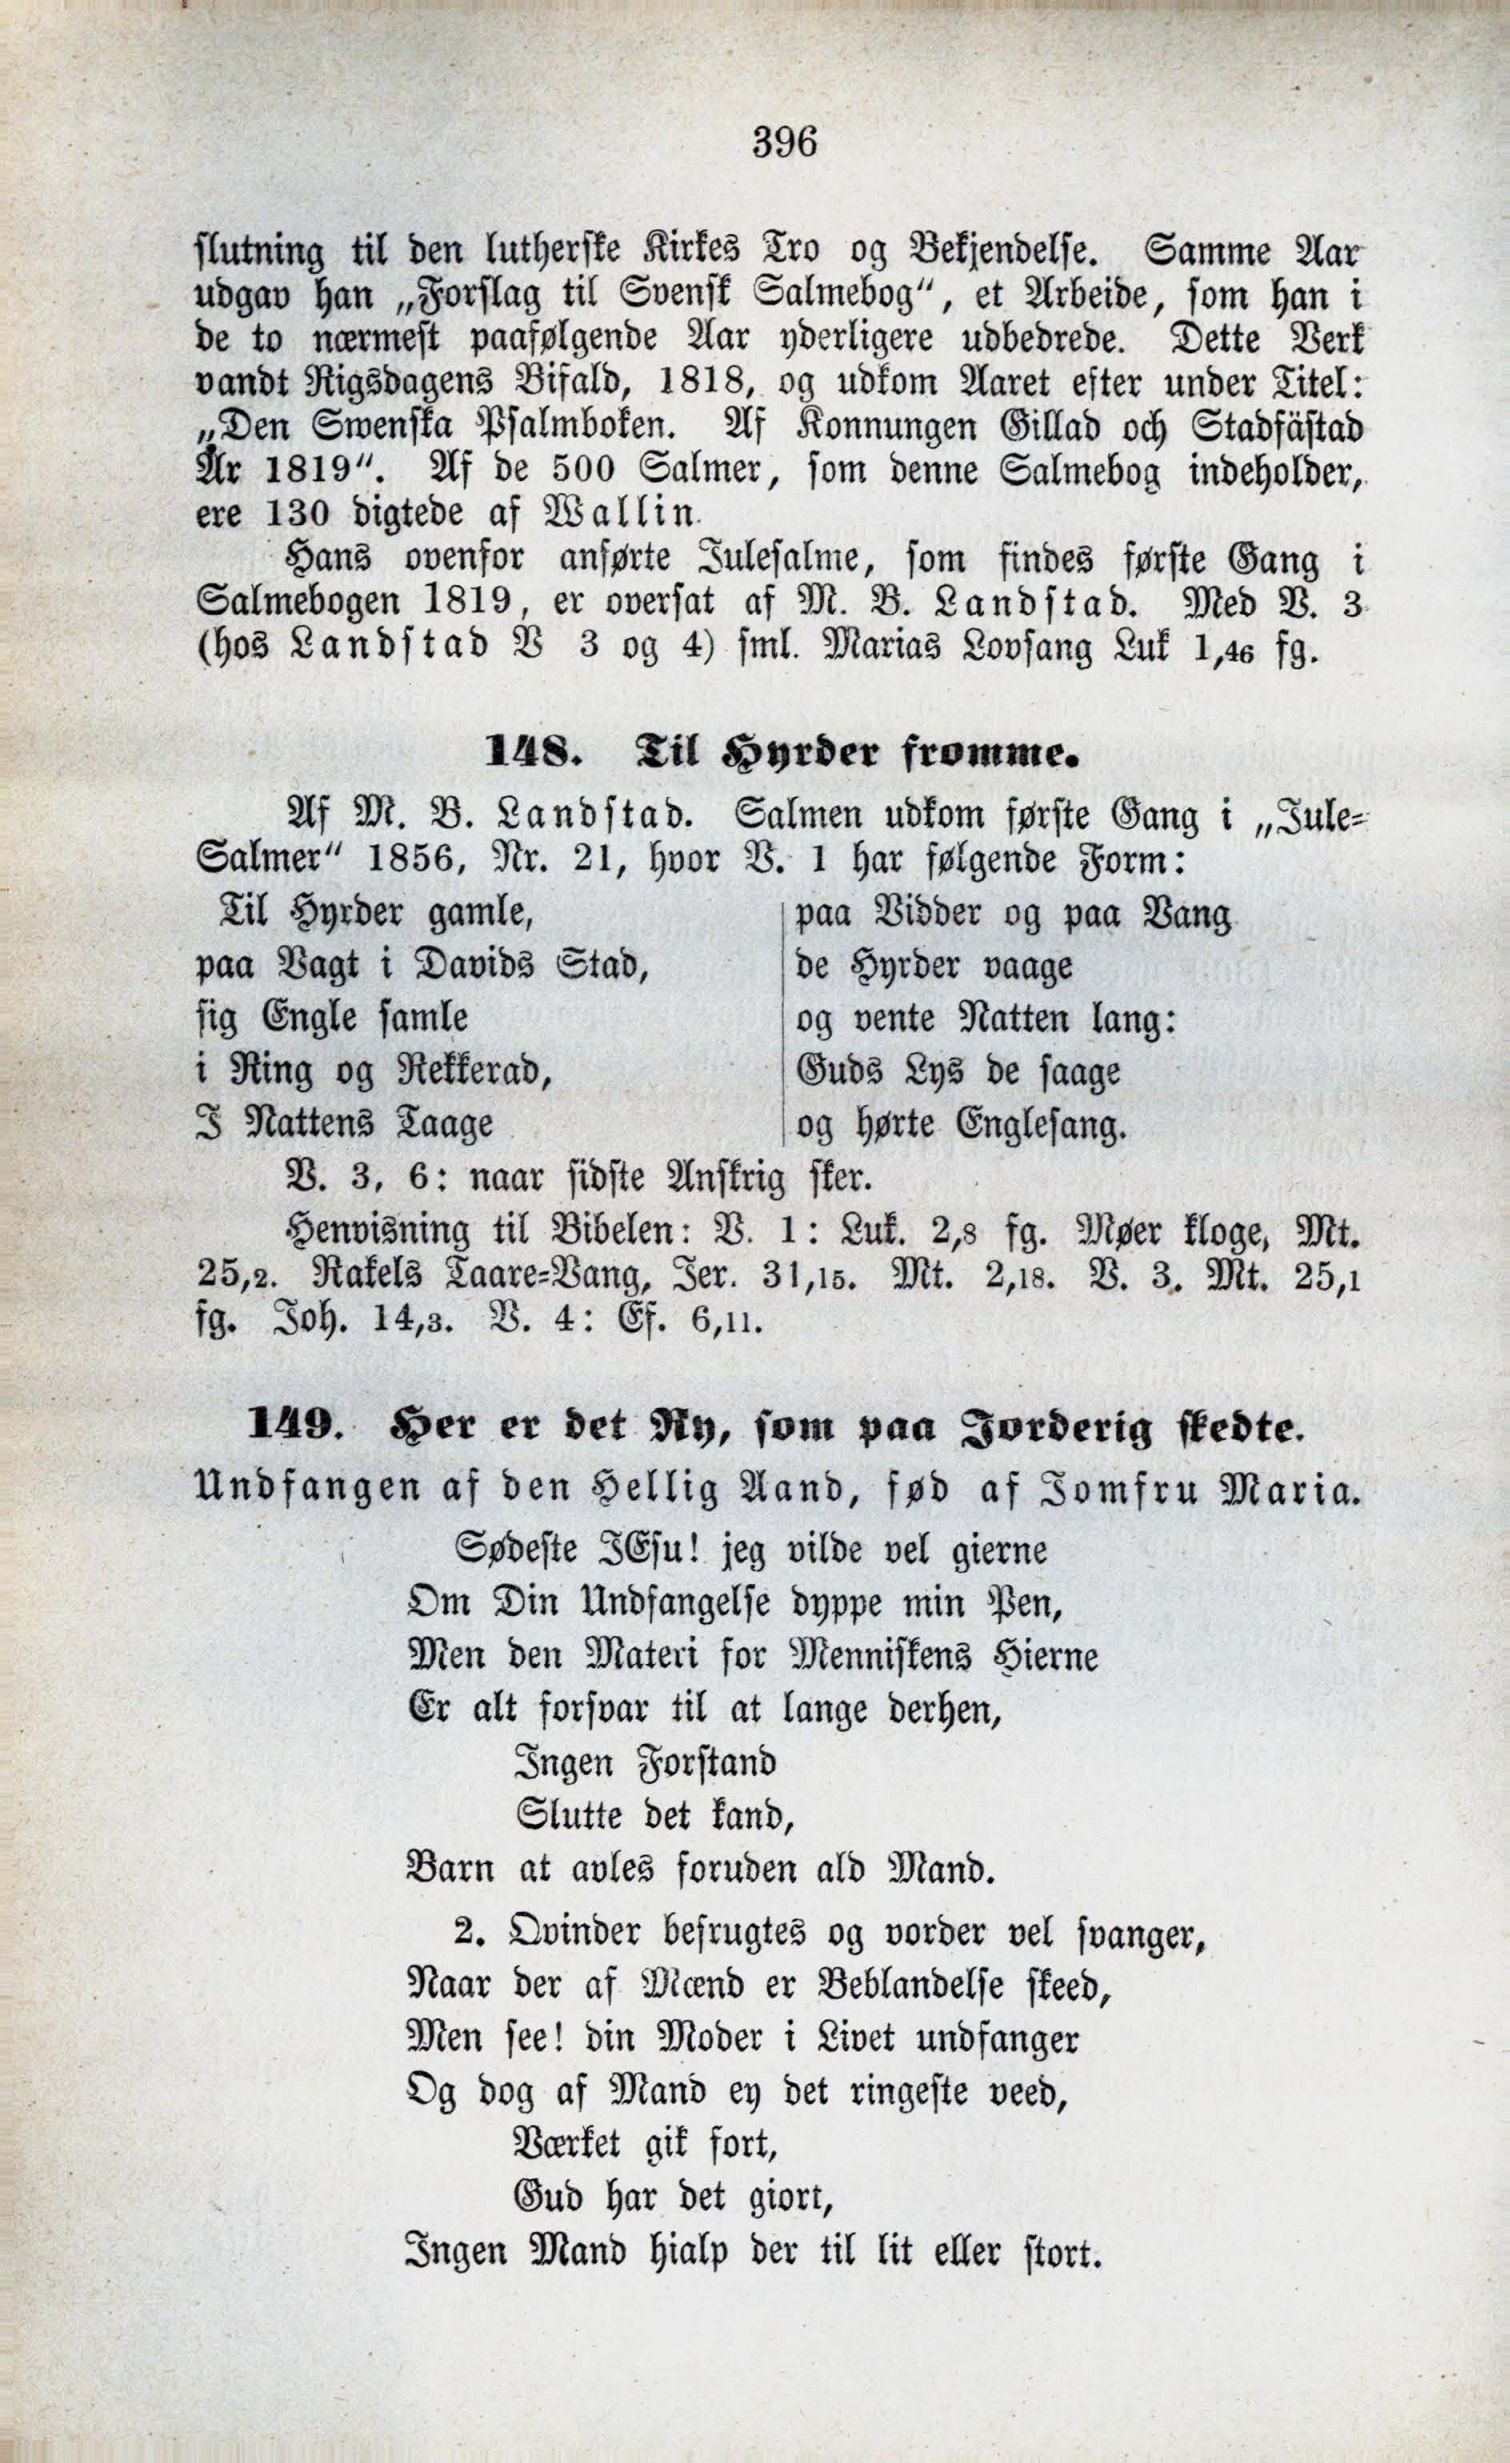 396
slutning til den lutherske Kirkes Tro og Bekjendelse. Samme Aar
udgav han „Forslag til Svensk Salmebog“, et Arbeide, som han i
de to nærmest paafølgende Aar yderligere udbedrede. Dette Verk
vandt Rigsdagens Bifald, 1818, og udkom Aaret efter under Titel:
„Den Swenska Psalmboken. Af Konnungen Gillad och Stadfästad
År 1819“. Af de 500 Salmer, som denne Salmebog indeholder,
ere 130 digtede af Wallin.
Hans ovenfor anførte Julesalme, som findes første Gang i
Salmebogen 1819, er oversat af M. B. Landstad. Med V. 3
(hos Landstad V 3 og 4) sml. Marias Lovsang Luk 1,46 fg.
148. Til Hyrder fromme.
Af M. B. Landstad. Salmen udkom første Gang i „Jule-
Salmer“ 1856, Nr. 21, hvor V. 1 har følgende Form:
Til Hyrder gamle,
paa Vagt i Davids Stad,
sig Engle samle
i Ring og Rekkerad,
I Nattens Taage
paa Vidder og paa Vang
de Hyrder vaage
og vente Natten lang:
Guds Lys de saage
og hørte Englesang.
V. 3, 6: naar sidste Anskrig sker.
Henvisning til Bibelen: V. 1: Luk. 2,8 fg. Møer kloge, Mt.
25,2. Rakels Taare-Vang, Jer. 31,15. Mt. 2,18. V. 3. Mt. 25,1
fg. Joh. 14,3. V. 4: Ef. 6,11.
149. Her er det Ny, som paa Jorderig skedte.
Undfangen af den Hellig Aand, fød af Jomfru Maria.
Sødeste JEsu! jeg vilde vel gierne
Om Din Undfangelse dyppe min Pen,
Men den Materi for Menniskens Hierne
Er alt forsvar til at lange derhen,
Ingen Forstand
Slutte det kand,
Barn at avles foruden ald Mand.
2. Qvinder befrugtes og vorder vel svanger,
Naar der af Mænd er Beblandelse skeed,
Men see! din Moder i Livet undfanger
Og dog af Mand ey det ringeste veed,
Værket gik fort,
Gud har det giort,
Ingen Mand hialp der til lit eller stort.